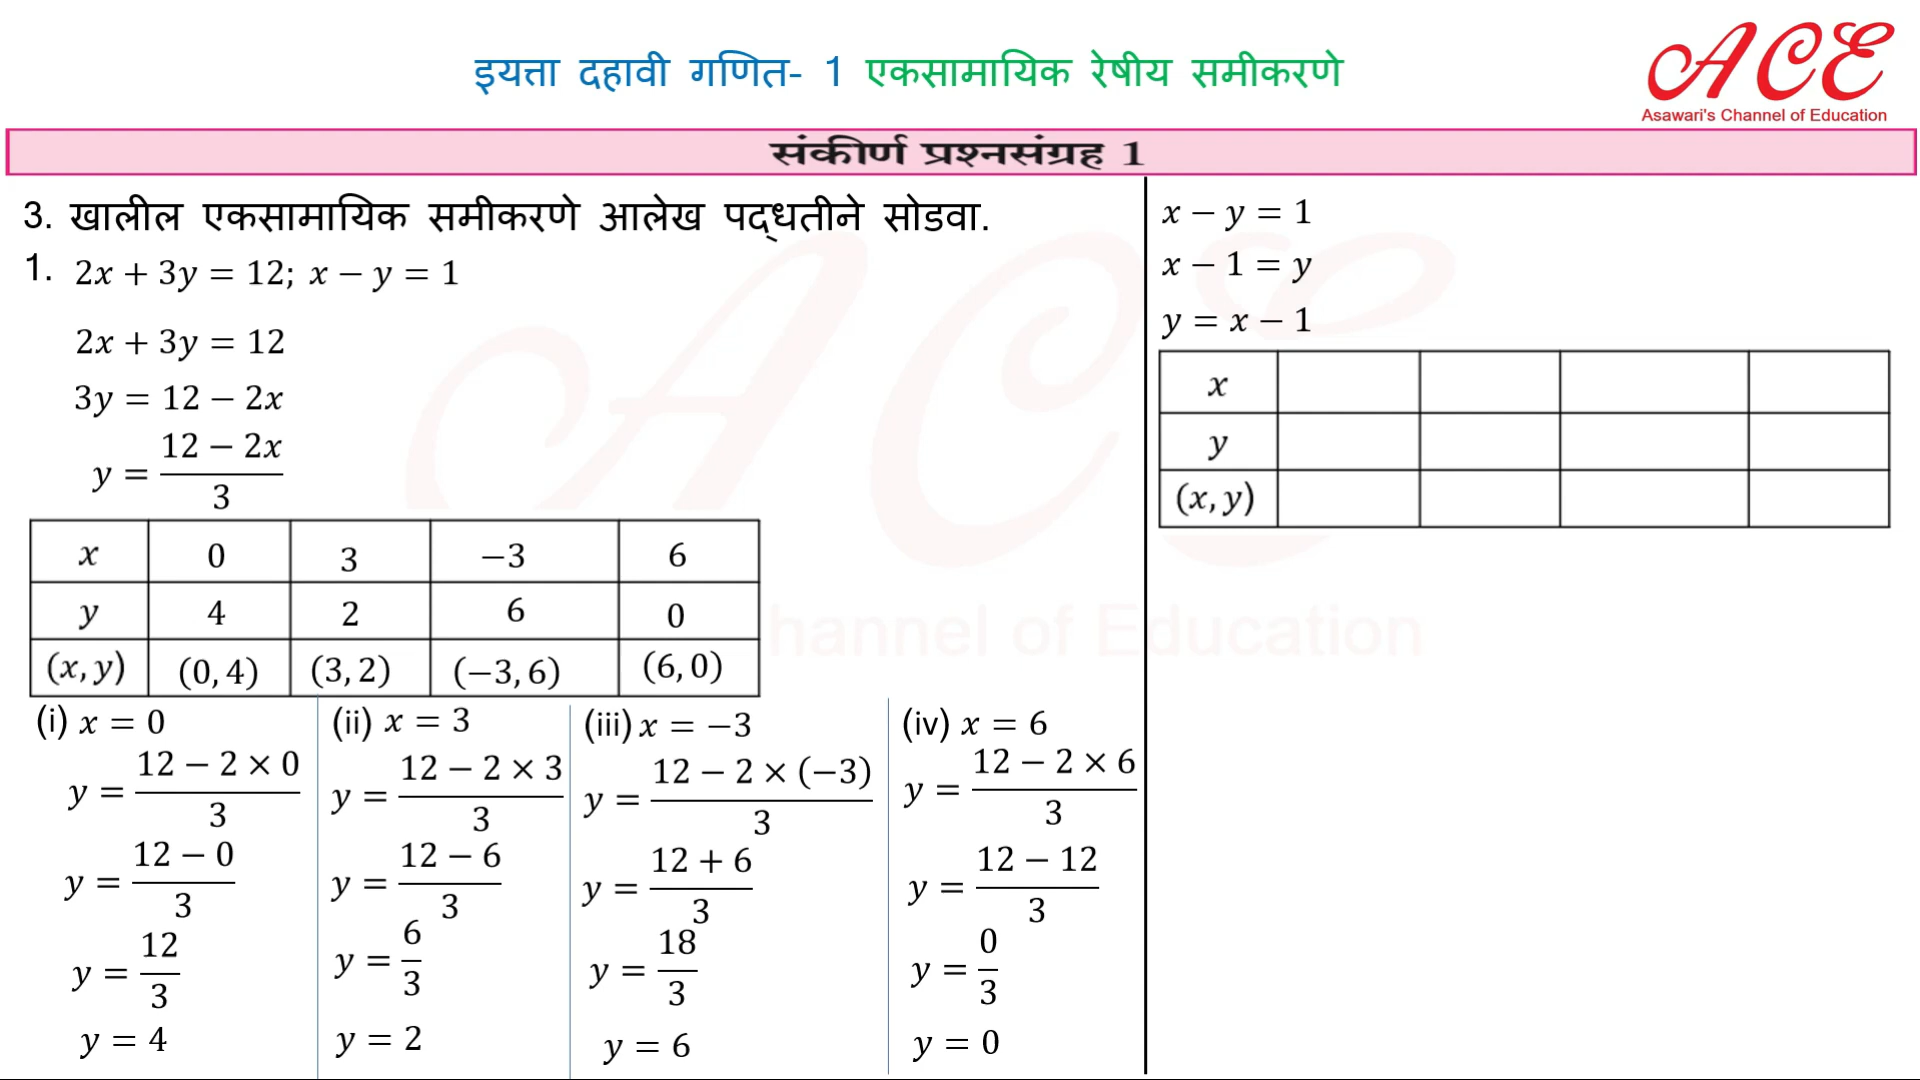 इयत्ता दहावी गणित- 1 एकसामायिक रेषीय समीकरणे
ACE
Asawari's Channel of Education
संकीर्ण प्रश्नसंग्रह 1
3. खालील एकसामायिक समीकरणे आलेख पद्धतीने सोडवा.
1. 2x + 3y = 12; x − y = 1
2x + 3y = 12
3y = 12 − 2x
y = (12 − 2x)/3
x 0 3 −3 6
y 4 2 6 0
(x, y) (0, 4) (3, 2) (−3, 6) (6, 0)
(i) x = 0
y = (12 − 2 × 0)/3
y = (12 − 0)/3
y = 12/3
y = 4
(ii) x = 3
y = (12 − 2 × 3)/3
y = (12 − 6)/3
y = 6/3
y = 2
(iii) x = −3
y = (12 − 2 × (−3))/3
y = (12 + 6)/3
y = 18/3
y = 6
(iv) x = 6
y = (12 − 2 × 6)/3
y = (12 − 12)/3
y = 0/3
y = 0
x − y = 1
x − 1 = y
y = x − 1
x
y
(x, y)
ACE
hannel of Education